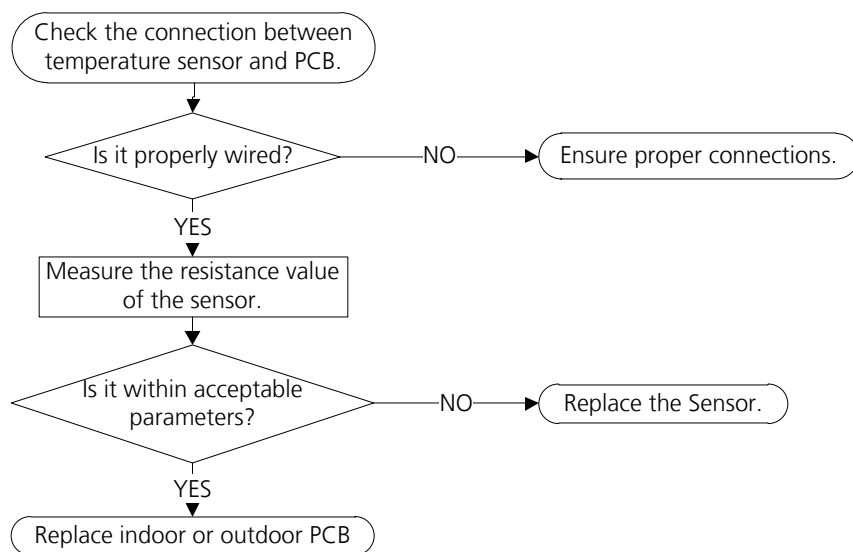 Check the connection between
temperature sensor and PCB.
Is it properly wired?
NO
Ensure proper connections.
YES
Measure the resistance value
of the sensor.
Is it within acceptable
parameters?
NO
Replace the Sensor.
YES
Replace indoor or outdoor PCB